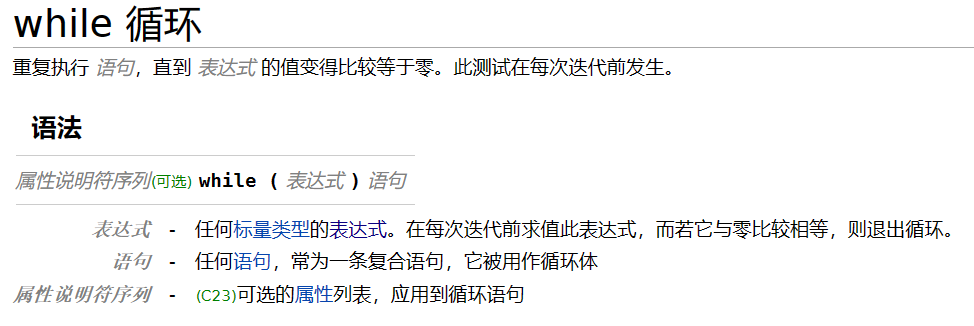 while 循环
重复执行 语句，直到 表达式 的值变得比较等于零。此测试在每次迭代前发生。
语法
属性说明符序列(可选) while ( 表达式 ) 语句
表达式 - 任何标量类型的表达式。在每次迭代前求值此表达式，而若它与零比较相等，则退出循环。
语句 - 任何语句，常为一条复合语句，它被用作循环体
属性说明符序列 - (C23)可选的属性列表，应用到循环语句